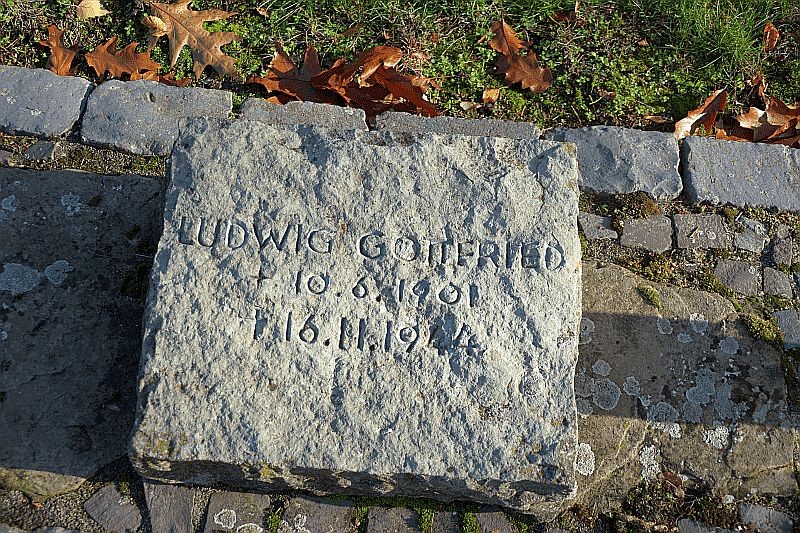 LUDWIG GOTTFRIED
* 10.6.1901
† 16.11.1944